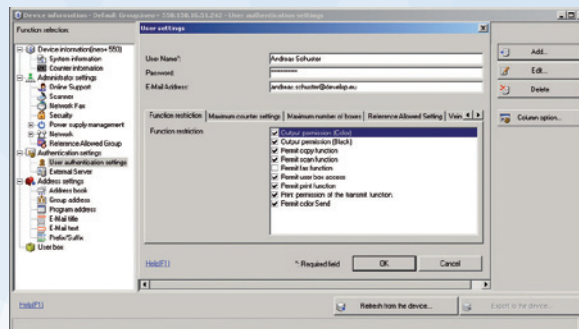 Device information - Default Group/neo+ 550/150.16.31.242 - User authentication settings
Function selection:
Device information(neo+ 550)
System information
Counter information
Administrator settings
Online Support
Scanner
Network Fax
Security
Power supply management
Network
Reference Allowed Group
Authentication settings
User authentication settings
External Server
Address settings
Address book
Group address
Program address
E-Mail title
E-Mail text
Prefix/Suffix
User box
User settings
User Name*:
Andreas Schuster
Password:
E-Mail Address:
andreas.schuster@develop.eu
Function restriction
Maximum counter settings
Maximum number of boxes
Reference Allowed Setting
Function restriction
Output permission (Color)
Output permission (Black)
Permit copy function
Permit scan function
Permit fax function
Permit user box access
Permit print function
Print permission of the transmit function
Permit color Send
Help(F1)
*: Required field
OK
Cancel
Add...
Edit...
Delete
Column option...
Help(F1)
Refresh from the device...
Export to the device...